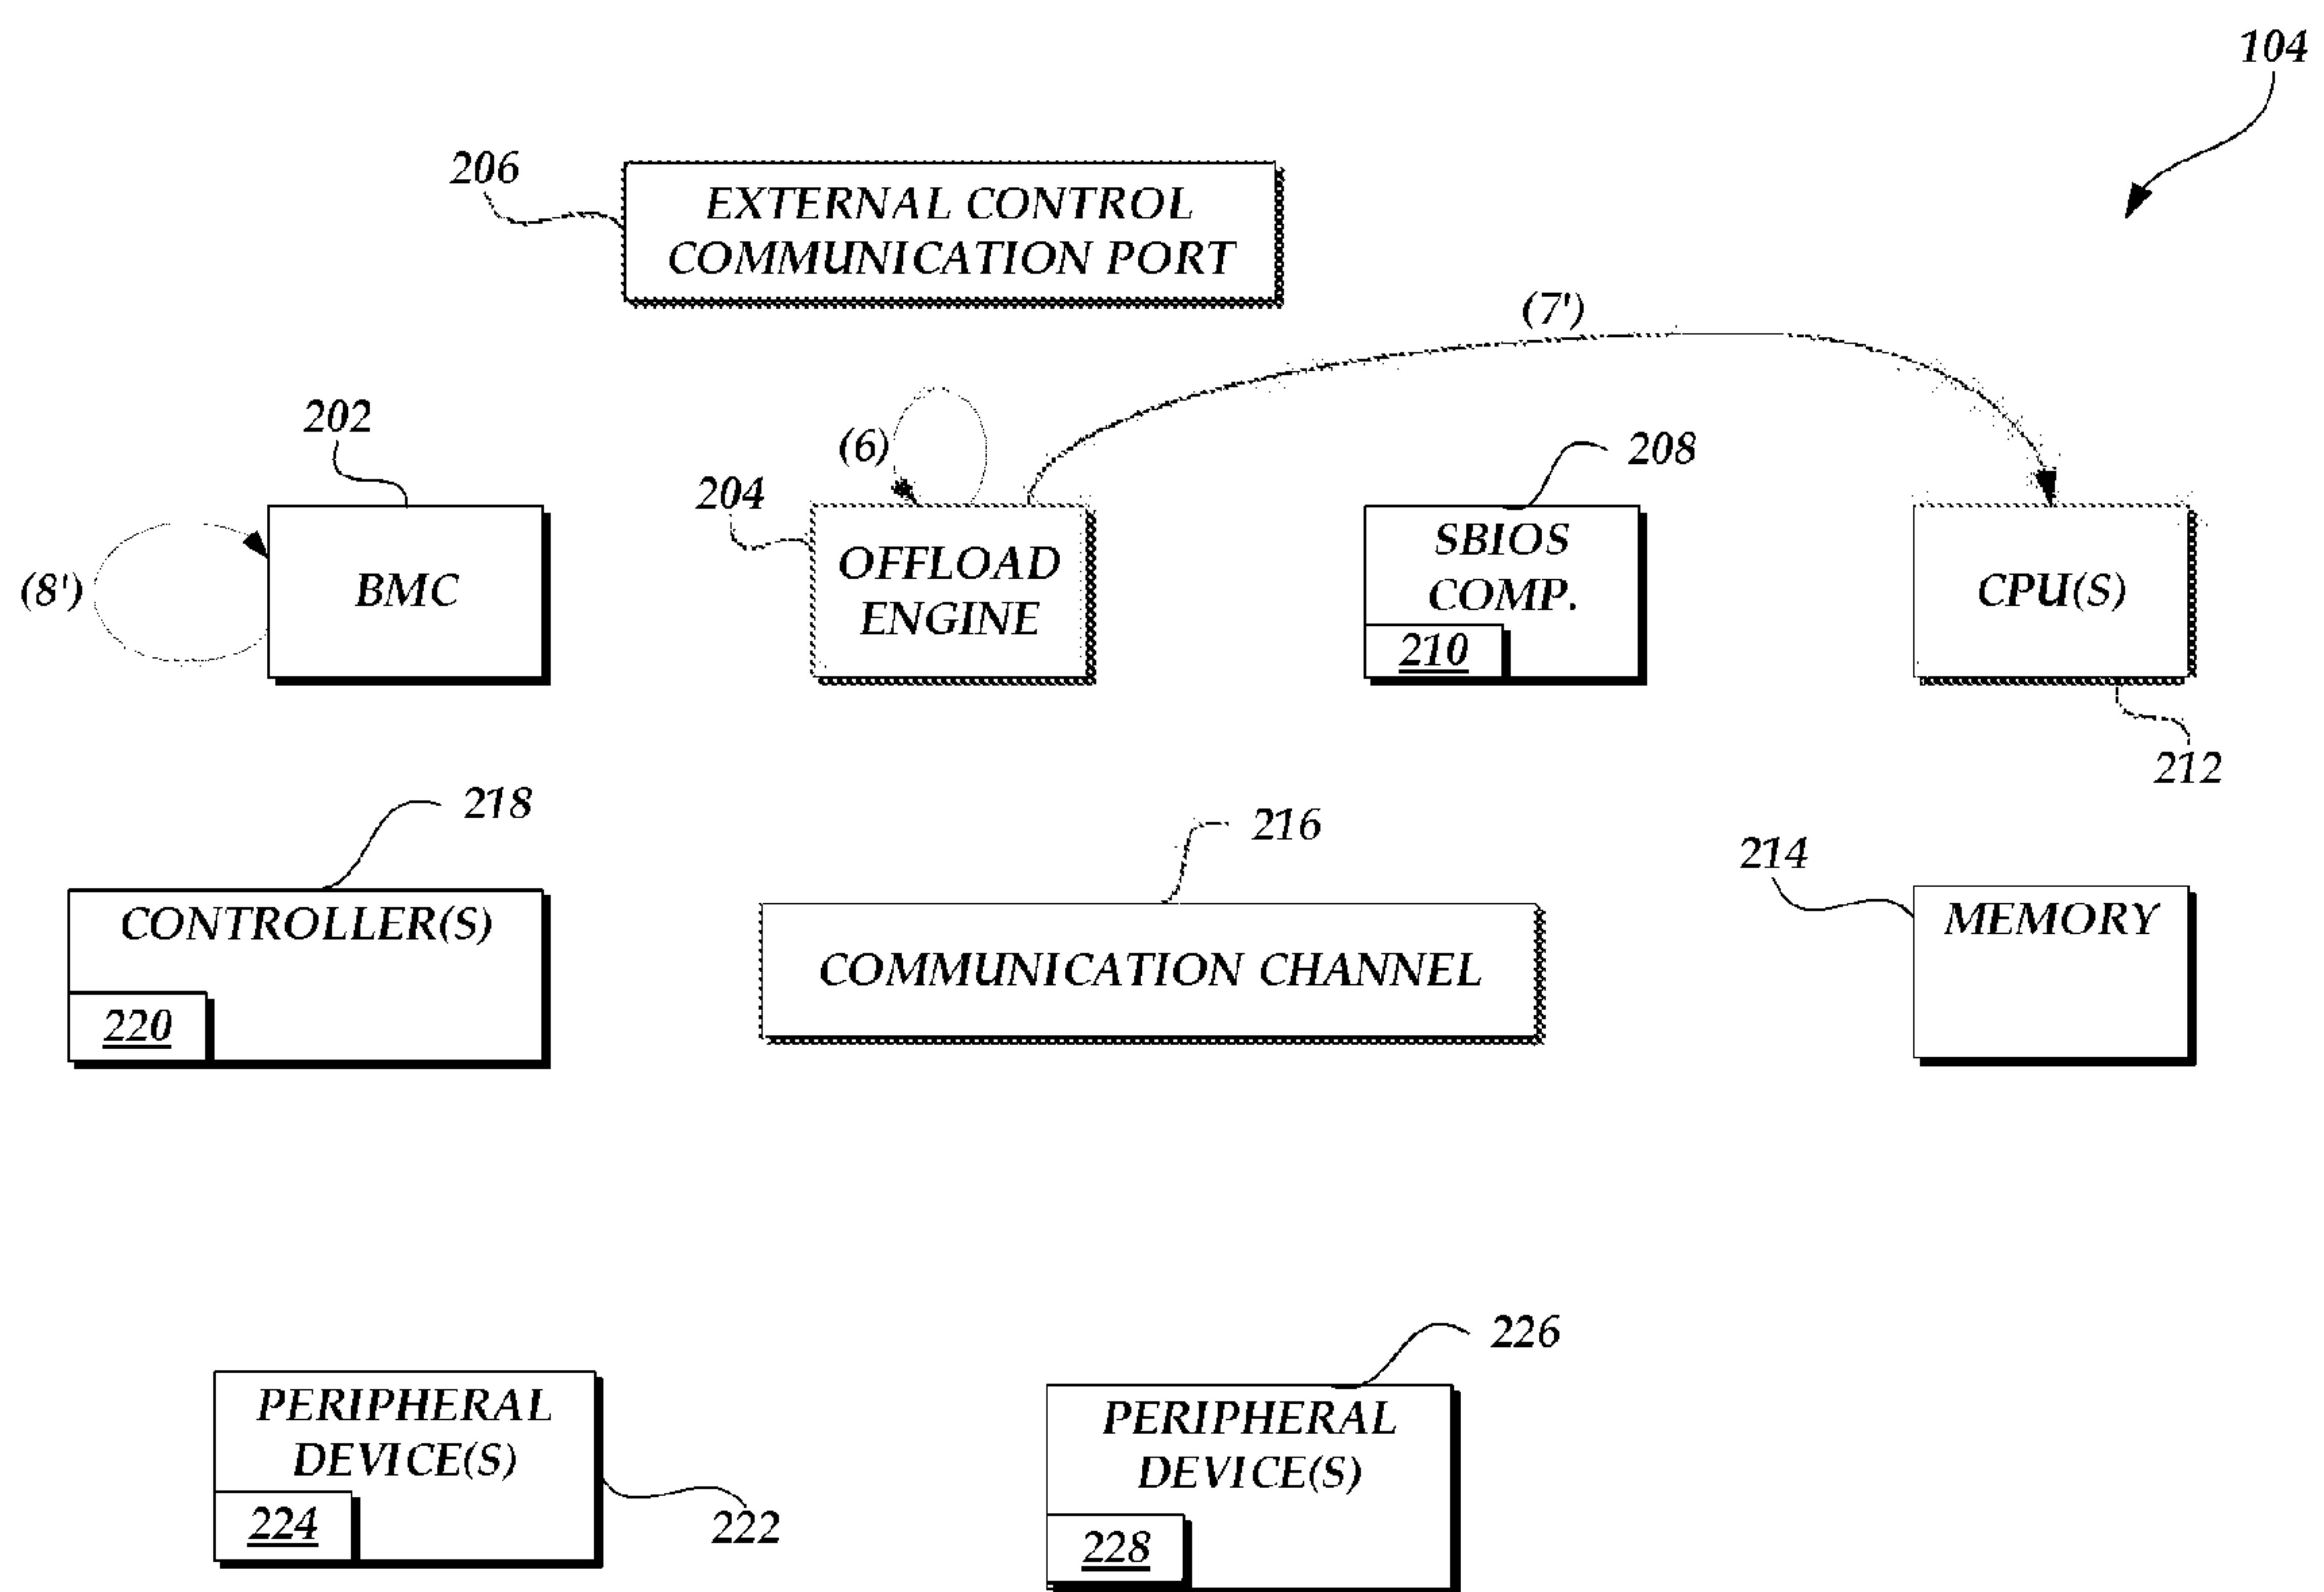 104
206
EXTERNAL CONTROL
COMMUNICATION PORT
(7')
202
(6)
208
204
(8')
BMC
OFFLOAD
ENGINE
SBIOS
COMP.
210
CPU(S)
212
218
216
214
CONTROLLER(S)
220
COMMUNICATION CHANNEL
MEMORY
226
PERIPHERAL
DEVICE(S)
224
222
PERIPHERAL
DEVICE(S)
228